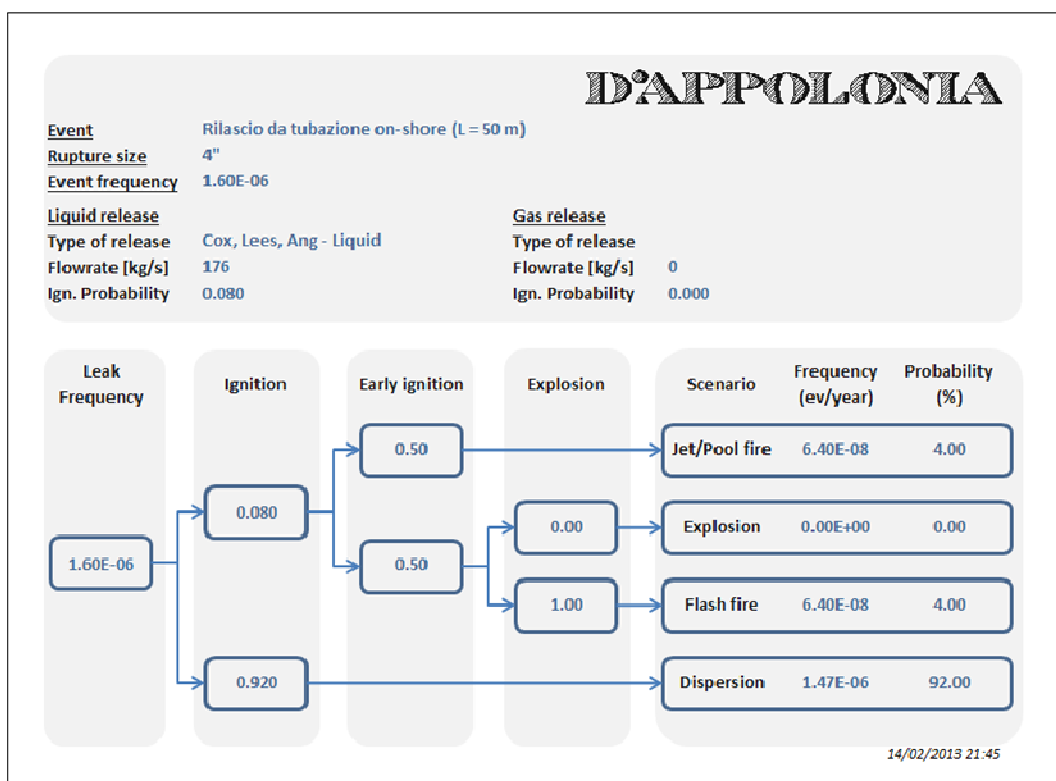 D'APPOLONIA
Event Rilascio da tubazione on-shore (L = 50 m)
Rupture size 4"
Event frequency 1.60E-06
Liquid release Gas release
Type of release Cox, Lees, Ang - Liquid Type of release
Flowrate [kg/s] 176 Flowrate [kg/s] 0
Ign. Probability 0.080 Ign. Probability 0.000
Leak Frequency
Ignition
Early ignition
Explosion
Scenario
Frequency (ev/year)
Probability (%)
0.50
Jet/Pool fire 6.40E-08 4.00
0.080
0.00
Explosion 0.00E+00 0.00
1.60E-06
0.50
1.00
Flash fire 6.40E-08 4.00
0.920
Dispersion 1.47E-06 92.00
14/02/2013 21:45